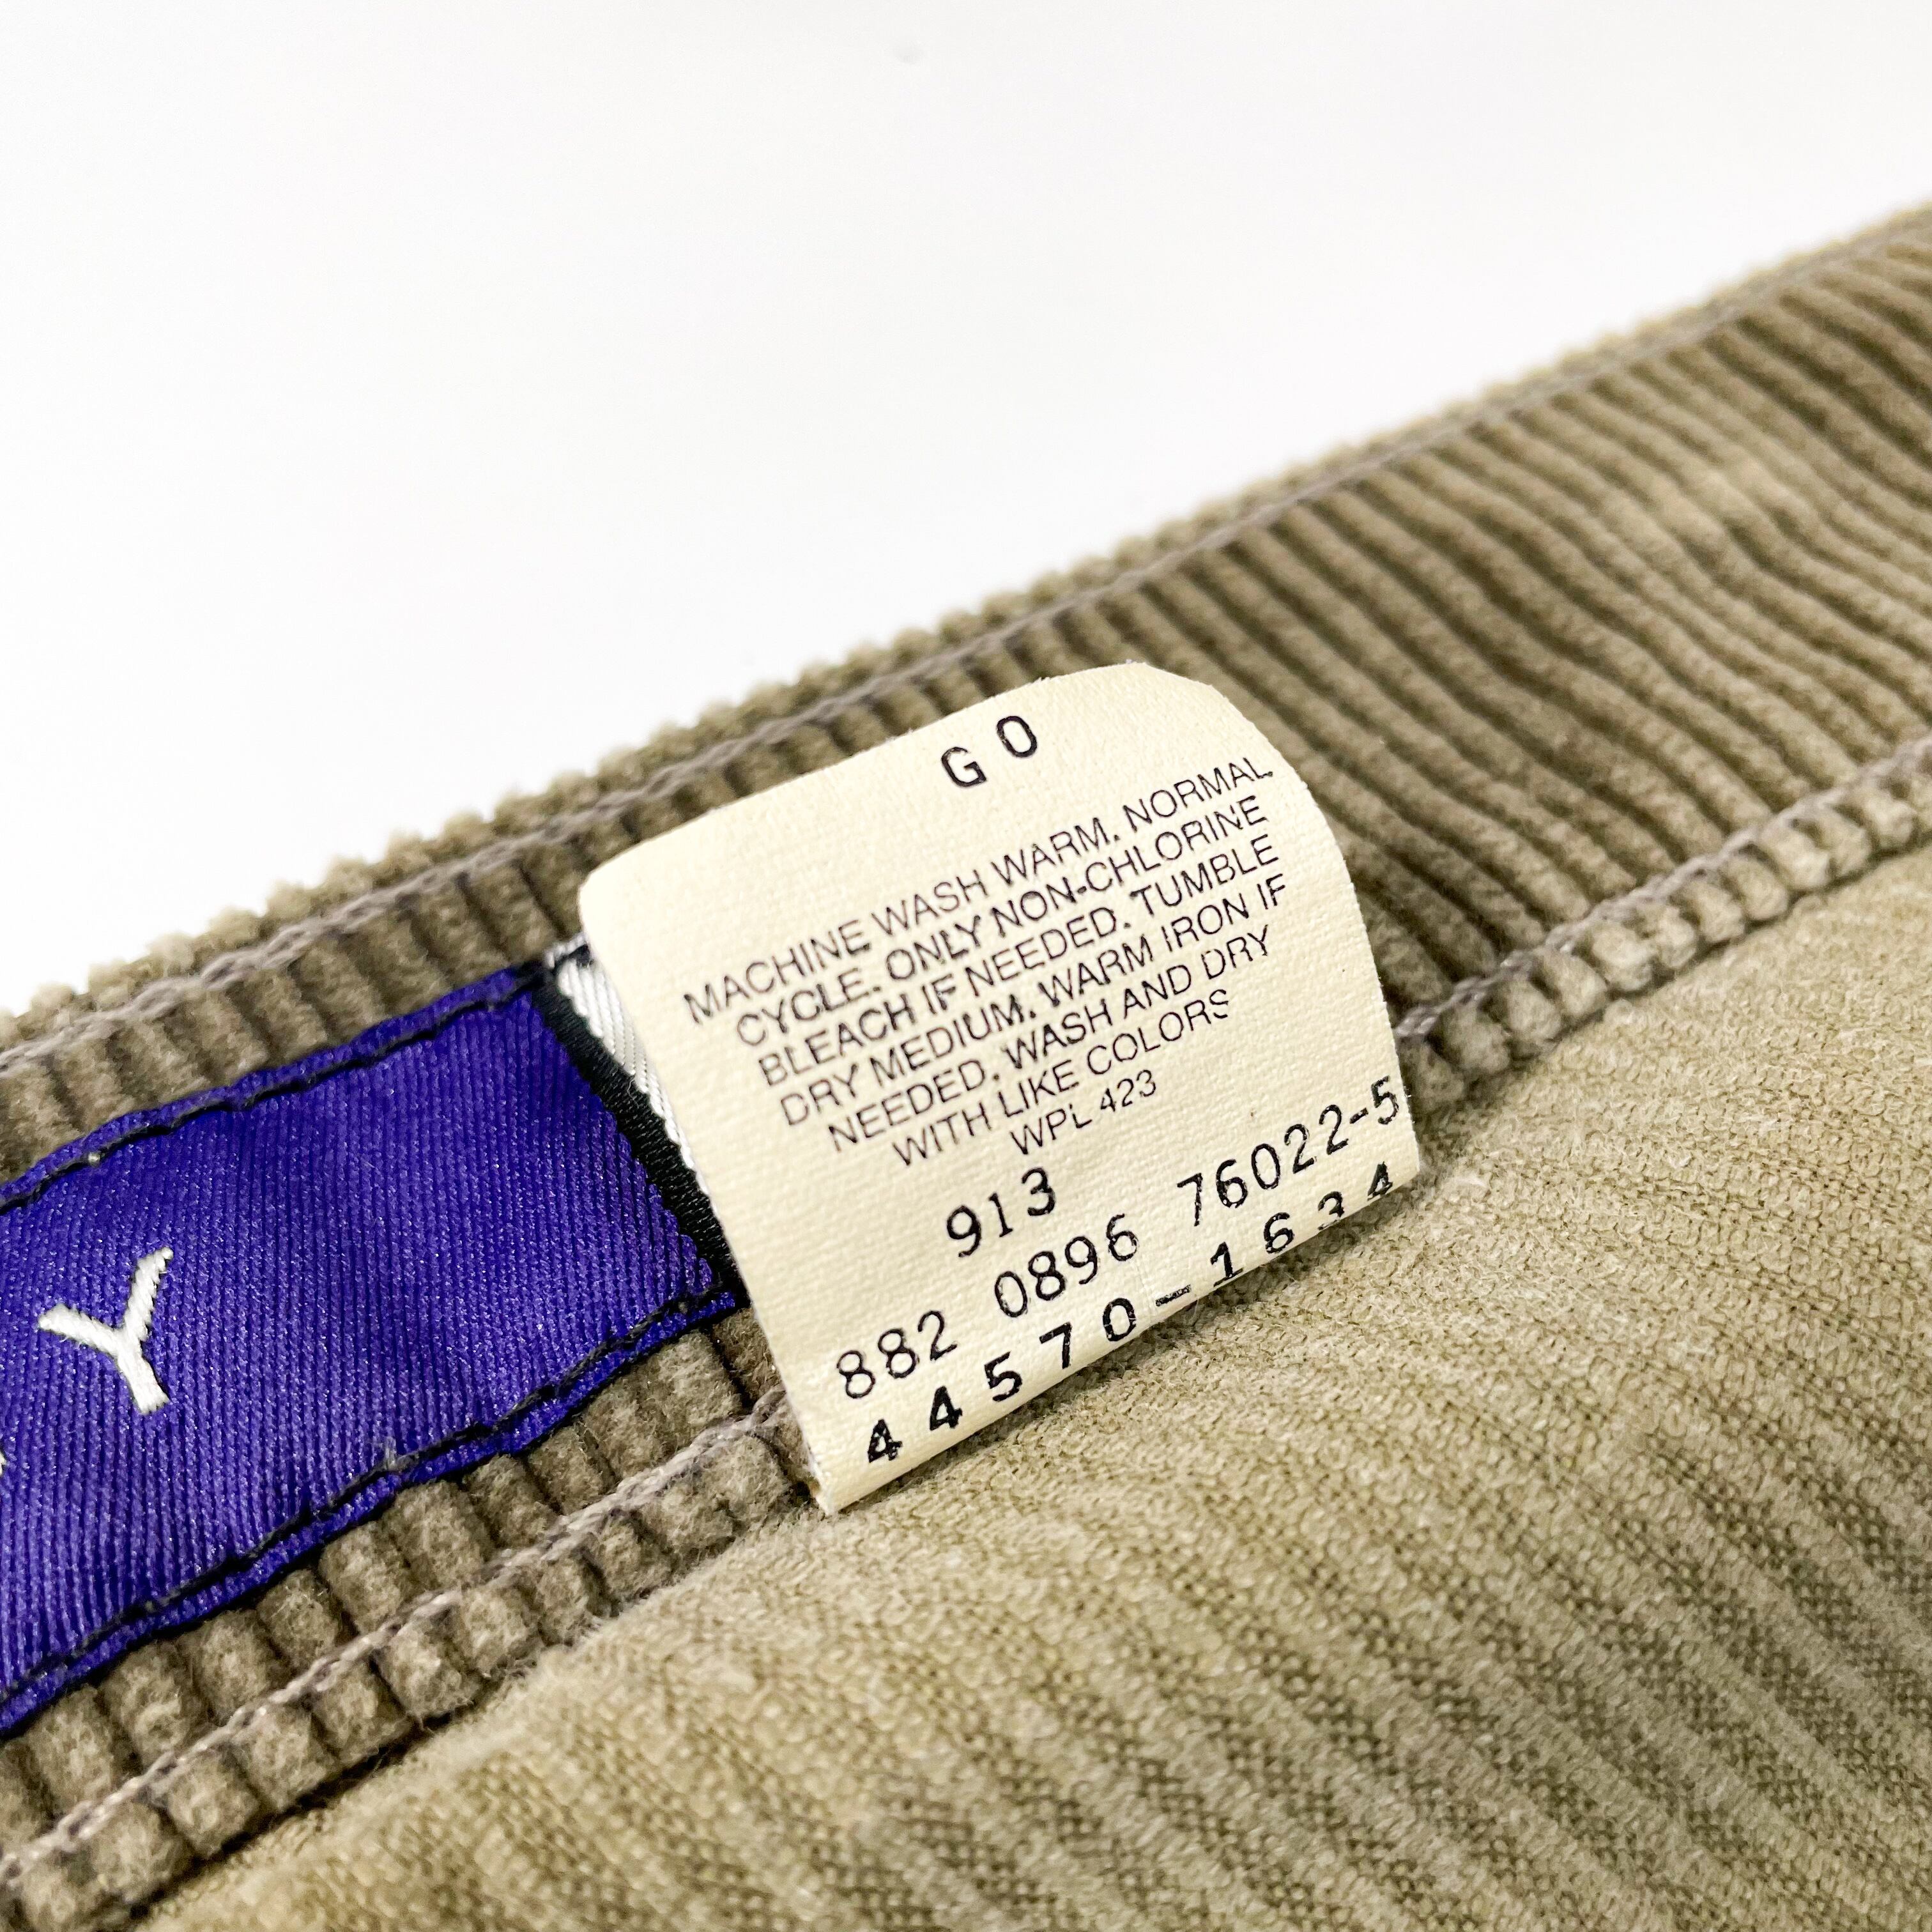 GO
MACHINE WASH WARM. NORMAL
CYCLE. ONLY NON-CHLORINE
BLEACH IF NEEDED. TUMBLE
DRY MEDIUM. WARM IRON IF
NEEDED. WASH AND DRY
WITH LIKE COLORS
WPL 423
913
882 0896 76022-5
44570-1634
Y